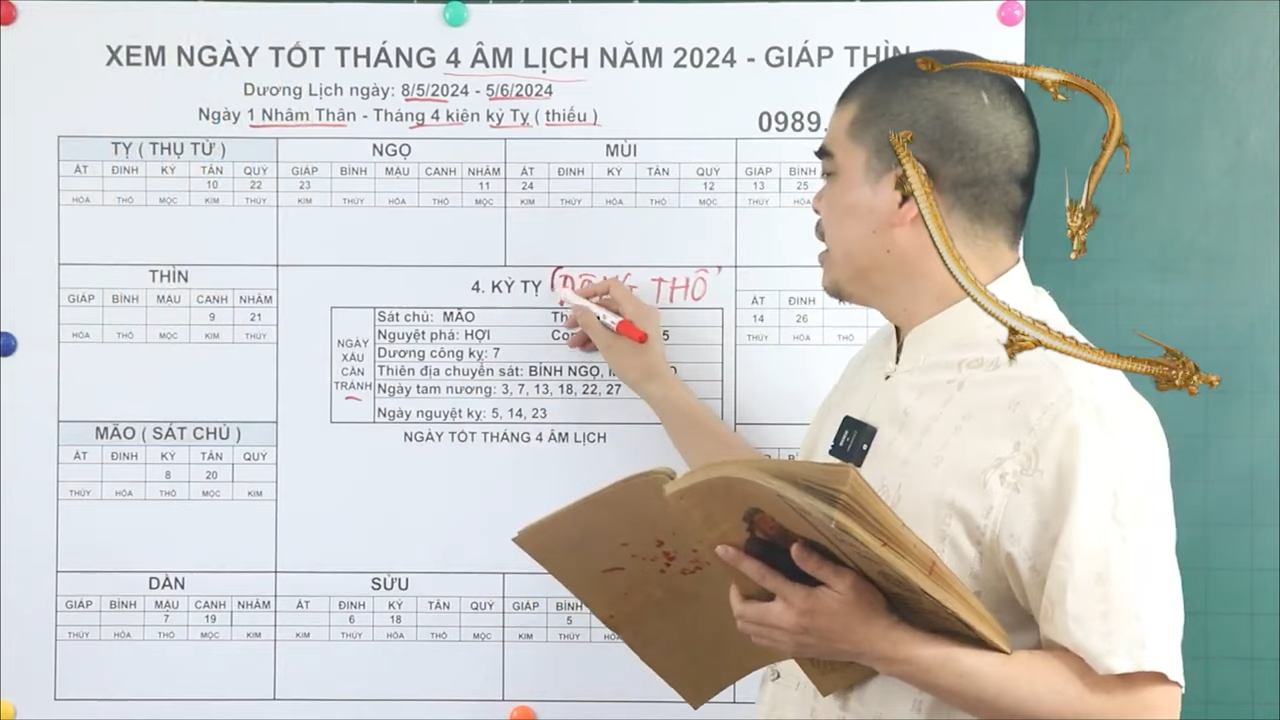 XEM NGÀY TỐT THÁNG 4 ÂM LỊCH NĂM 2024 - GIÁP THÌN
Dương Lịch ngày: 8/5/2024 - 5/6/2024
Ngày 1 Nhâm Thân - Tháng 4 kiện kỷ Tỵ ( thiếu )
0989.
TỴ ( THỤ TỬ )
ẤT ĐINH KỶ TÂN QUÝ
10 22
HỎA THỔ MỘC KIM THỦY
NGỌ
GIÁP BÍNH MẬU CANH NHÂM
23 11
HỎA THỦY HỎA THỔ MỘC
MÙI
ẤT ĐINH KỶ TÂN QUÝ
24 12
KIM THỦY HỎA THỔ MỘC
GIÁP BÍNH
13 25
THỦY HỎA
THÌN
GIÁP BÍNH MẬU CANH NHÂM
9 21
HỎA THỔ MỘC KIM THỦY
4. KỶ TỴ (ĐỘNG THỔ
NGÀY XẤU CẦN TRÁNH
Sát chủ: MÃO
Nguyệt phá: HỢI
5
Dương công kỵ: 7
Thiên địa chuyển sát: BÍNH NGỌ,
Ngày tam nương: 3, 7, 13, 18, 22, 27
Ngày nguyệt kỵ: 5, 14, 23
NGÀY TỐT THÁNG 4 ÂM LỊCH
ẤT ĐINH
14 26
THỦY HỎA THỔ
MÃO ( SÁT CHỦ )
ẤT ĐINH KỶ TÂN QUÝ
8 20
THỦY HỎA THỔ MỘC KIM
DẦN
GIÁP BÍNH MẬU CANH NHÂM
7 19
THỦY HỎA THỔ MỘC KIM
SỬU
ẤT ĐINH KỶ TÂN QUÝ
6 18
KIM THỦY HỎA THỔ MỘC
GIÁP BÍNH
5
KIM THỦY